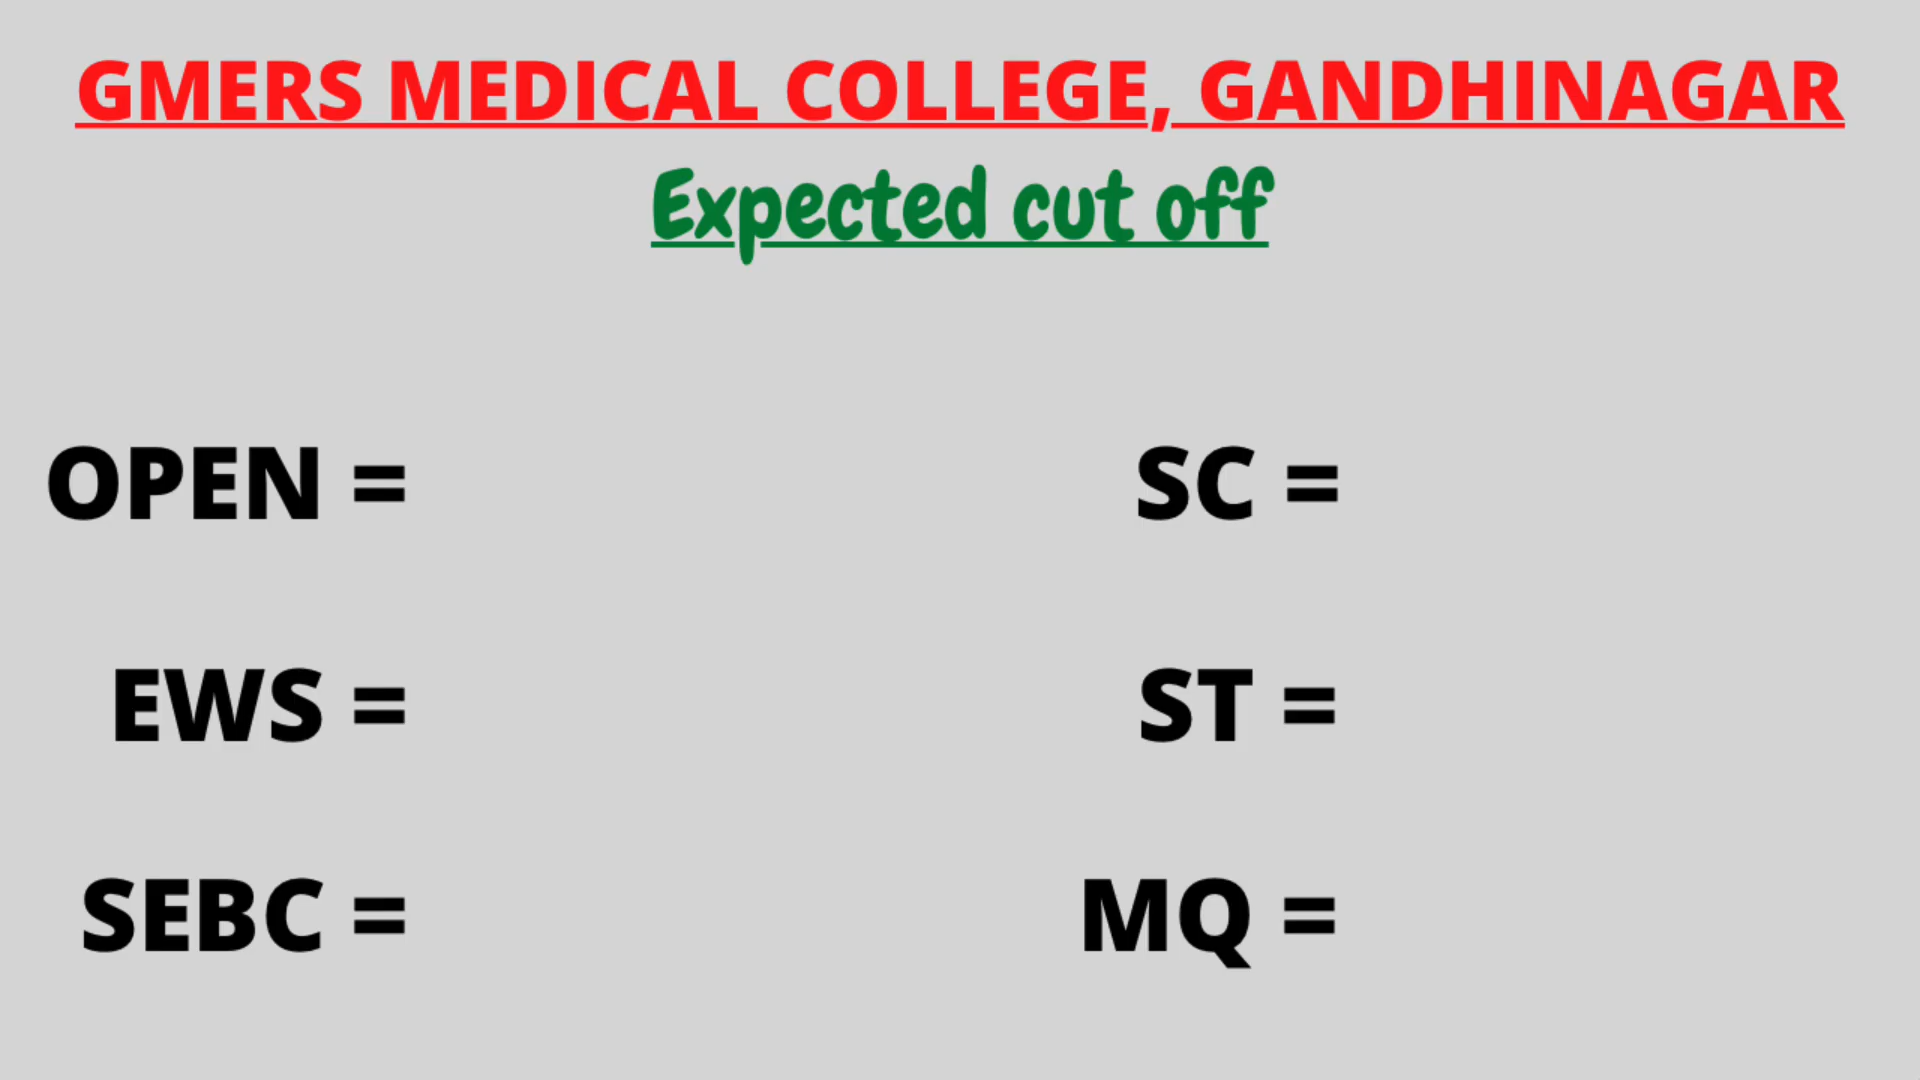 GMERS MEDICAL COLLEGE, GANDHINAGAR
Expected cut off
OPEN =
SC =
EWS =
ST =
SEBC =
MQ =